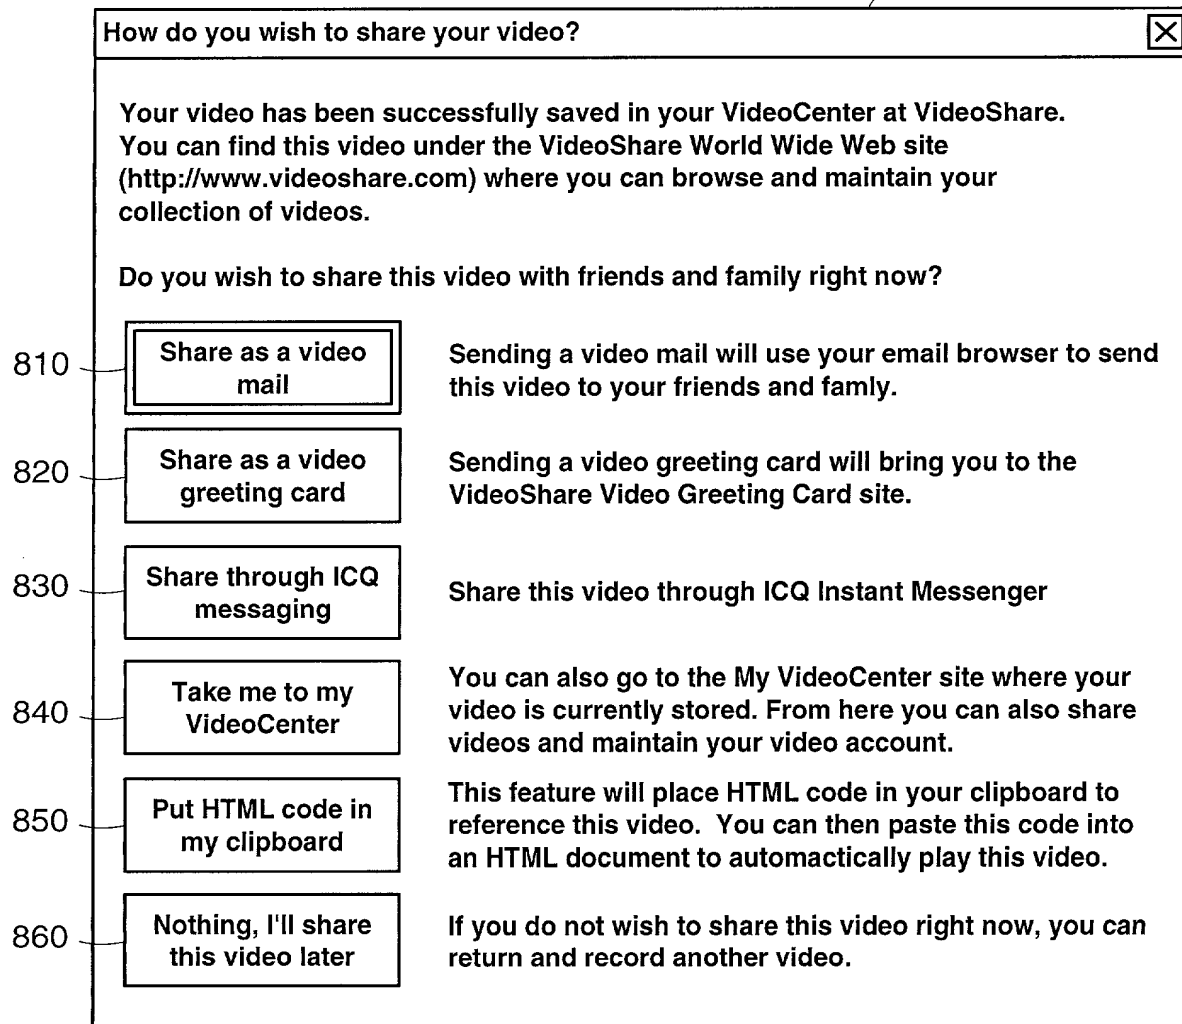 How do you wish to share your video?
Your video has been successfully saved in your VideoCenter at VideoShare.
You can find this video under the VideoShare World Wide Web site
(http://www.videoshare.com) where you can browse and maintain your
collection of videos.
Do you wish to share this video with friends and family right now?
810
Share as a video
mail
Sending a video mail will use your email browser to send
this video to your friends and famly.
820
Share as a video
greeting card
Sending a video greeting card will bring you to the
VideoShare Video Greeting Card site.
830
Share through ICQ
messaging
Share this video through ICQ Instant Messenger
840
Take me to my
VideoCenter
You can also go to the My VideoCenter site where your
video is currently stored. From here you can also share
videos and maintain your video account.
850
Put HTML code in
my clipboard
This feature will place HTML code in your clipboard to
reference this video. You can then paste this code into
an HTML document to automactically play this video.
860
Nothing, I'll share
this video later
If you do not wish to share this video right now, you can
return and record another video.